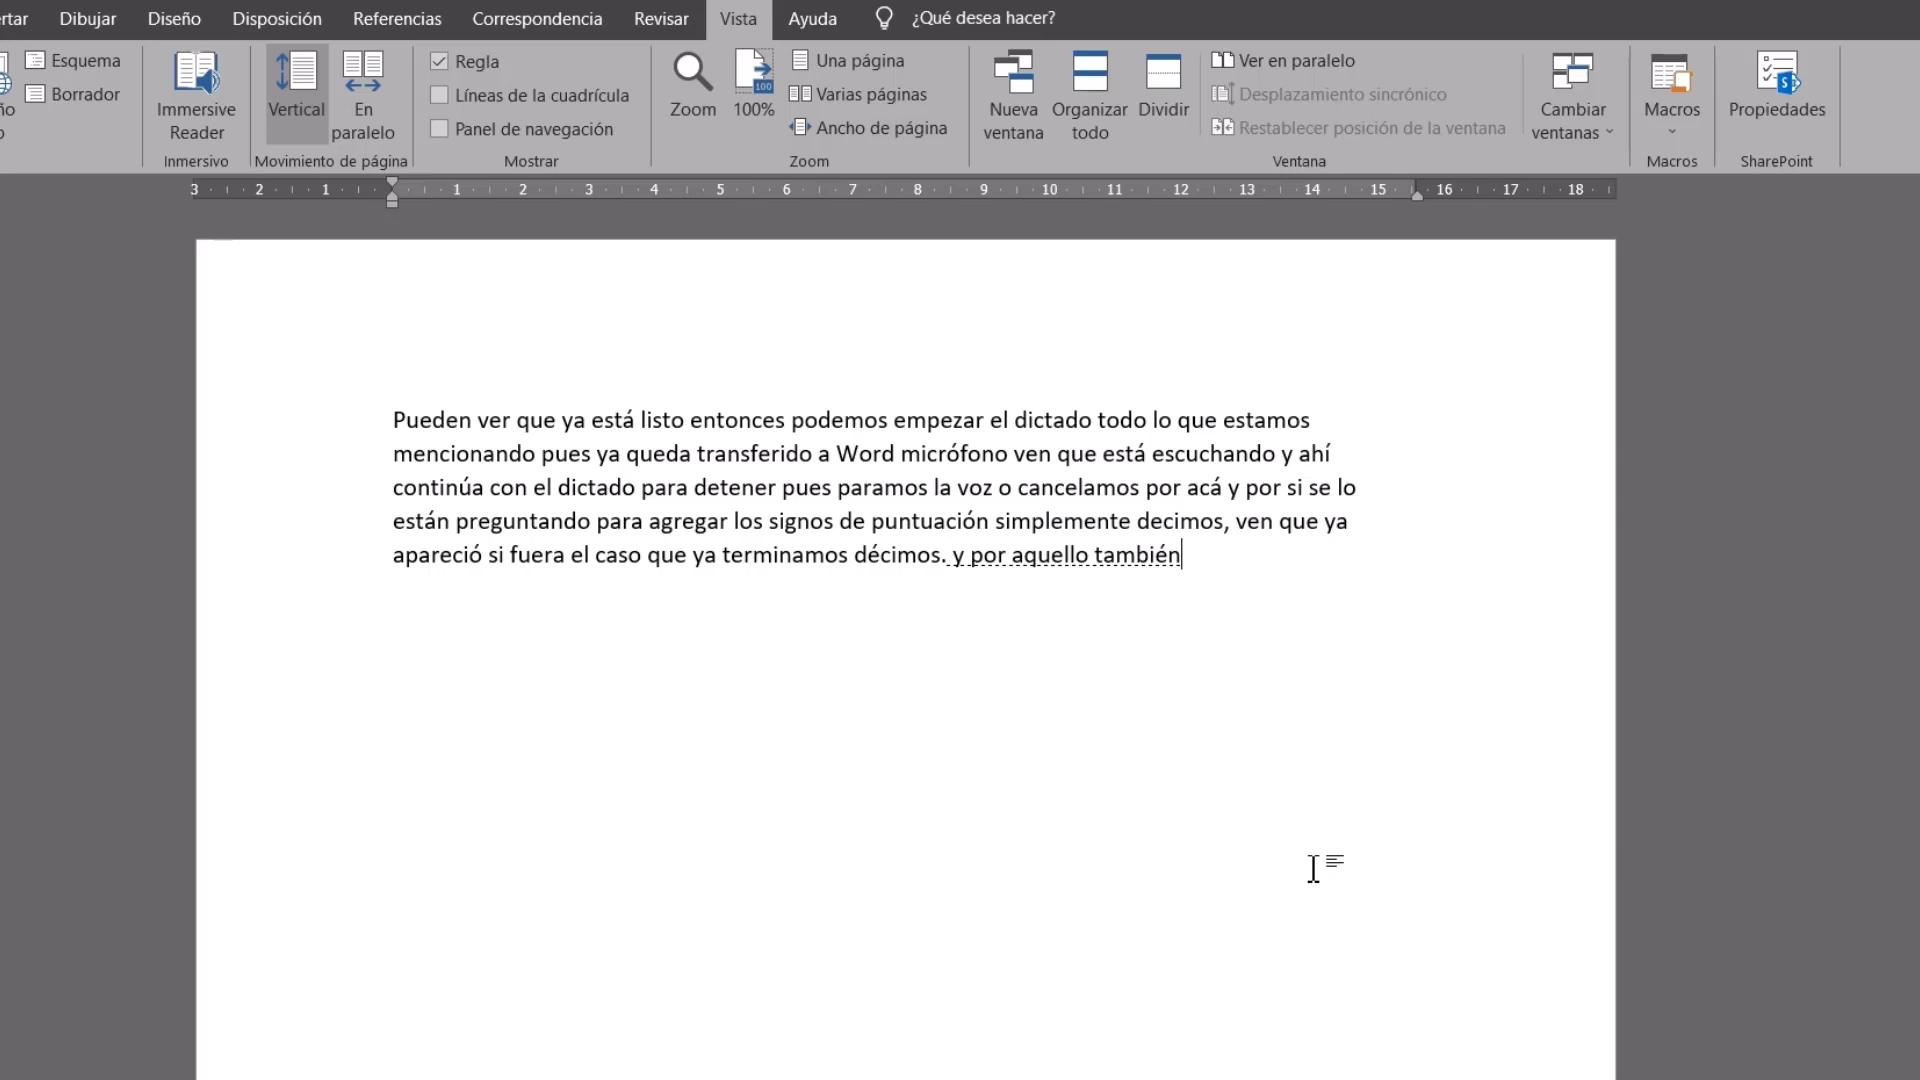 Dibujar Diseño Disposición Referencias Correspondencia Revisar Vista Ayuda ¿Qué desea hacer?
Esquema
Borrador
Immersive Reader
Inmersivo
Vertical
En paralelo
Movimiento de página
Regla
Líneas de la cuadrícula
Panel de navegación
Mostrar
Zoom
100%
100
Una página
Varias páginas
Ancho de página
Zoom
Nueva ventana
Organizar todo
Dividir
Ver en paralelo
Desplazamiento sincrónico
Restablecer posición de la ventana
Cambiar ventanas
Ventana
Macros
Macros
S
Propiedades
SharePoint
3 2 1 1 2 3 4 5 6 7 8 9 10 11 12 13 14 15 16 17 18
Pueden ver que ya está listo entonces podemos empezar el dictado todo lo que estamos
mencionando pues ya queda transferido a Word micrófono ven que está escuchando y ahí
continúa con el dictado para detener pues paramos la voz o cancelamos por acá y por si se lo
están preguntando para agregar los signos de puntuación simplemente decimos, ven que ya
apareció si fuera el caso que ya terminamos décimos. y por aquello también